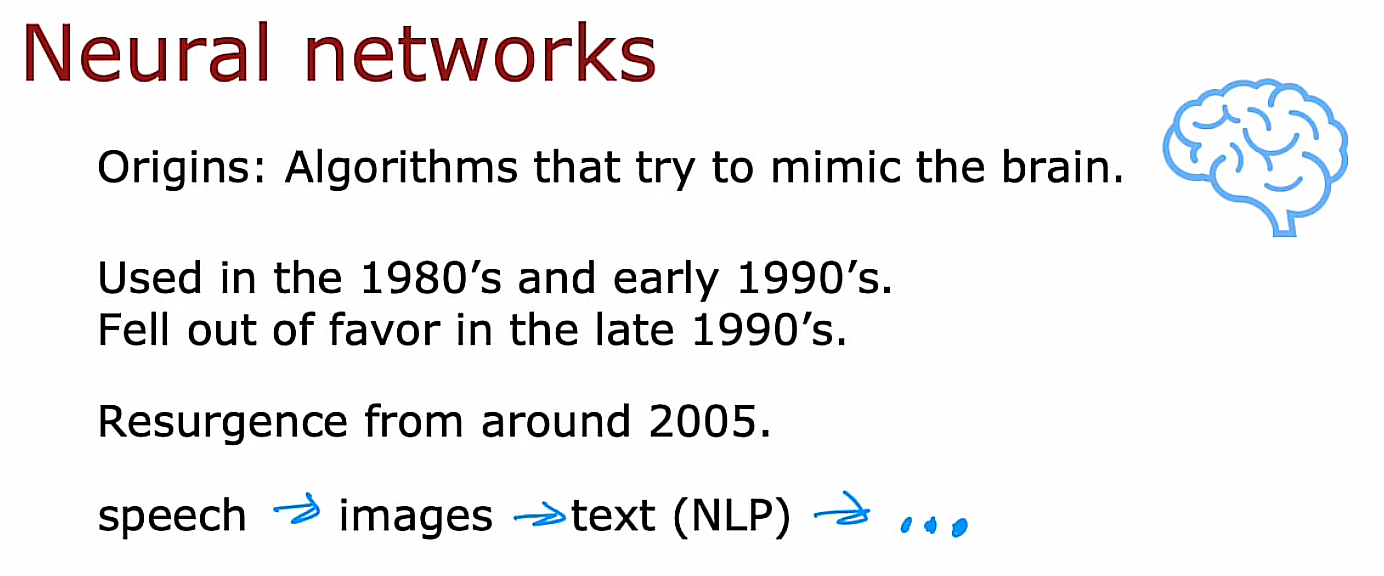 Neural networks
Origins: Algorithms that try to mimic the brain.
Used in the 1980’s and early 1990’s.
Fell out of favor in the late 1990’s.
Resurgence from around 2005.
speech → images → text (NLP) → ...